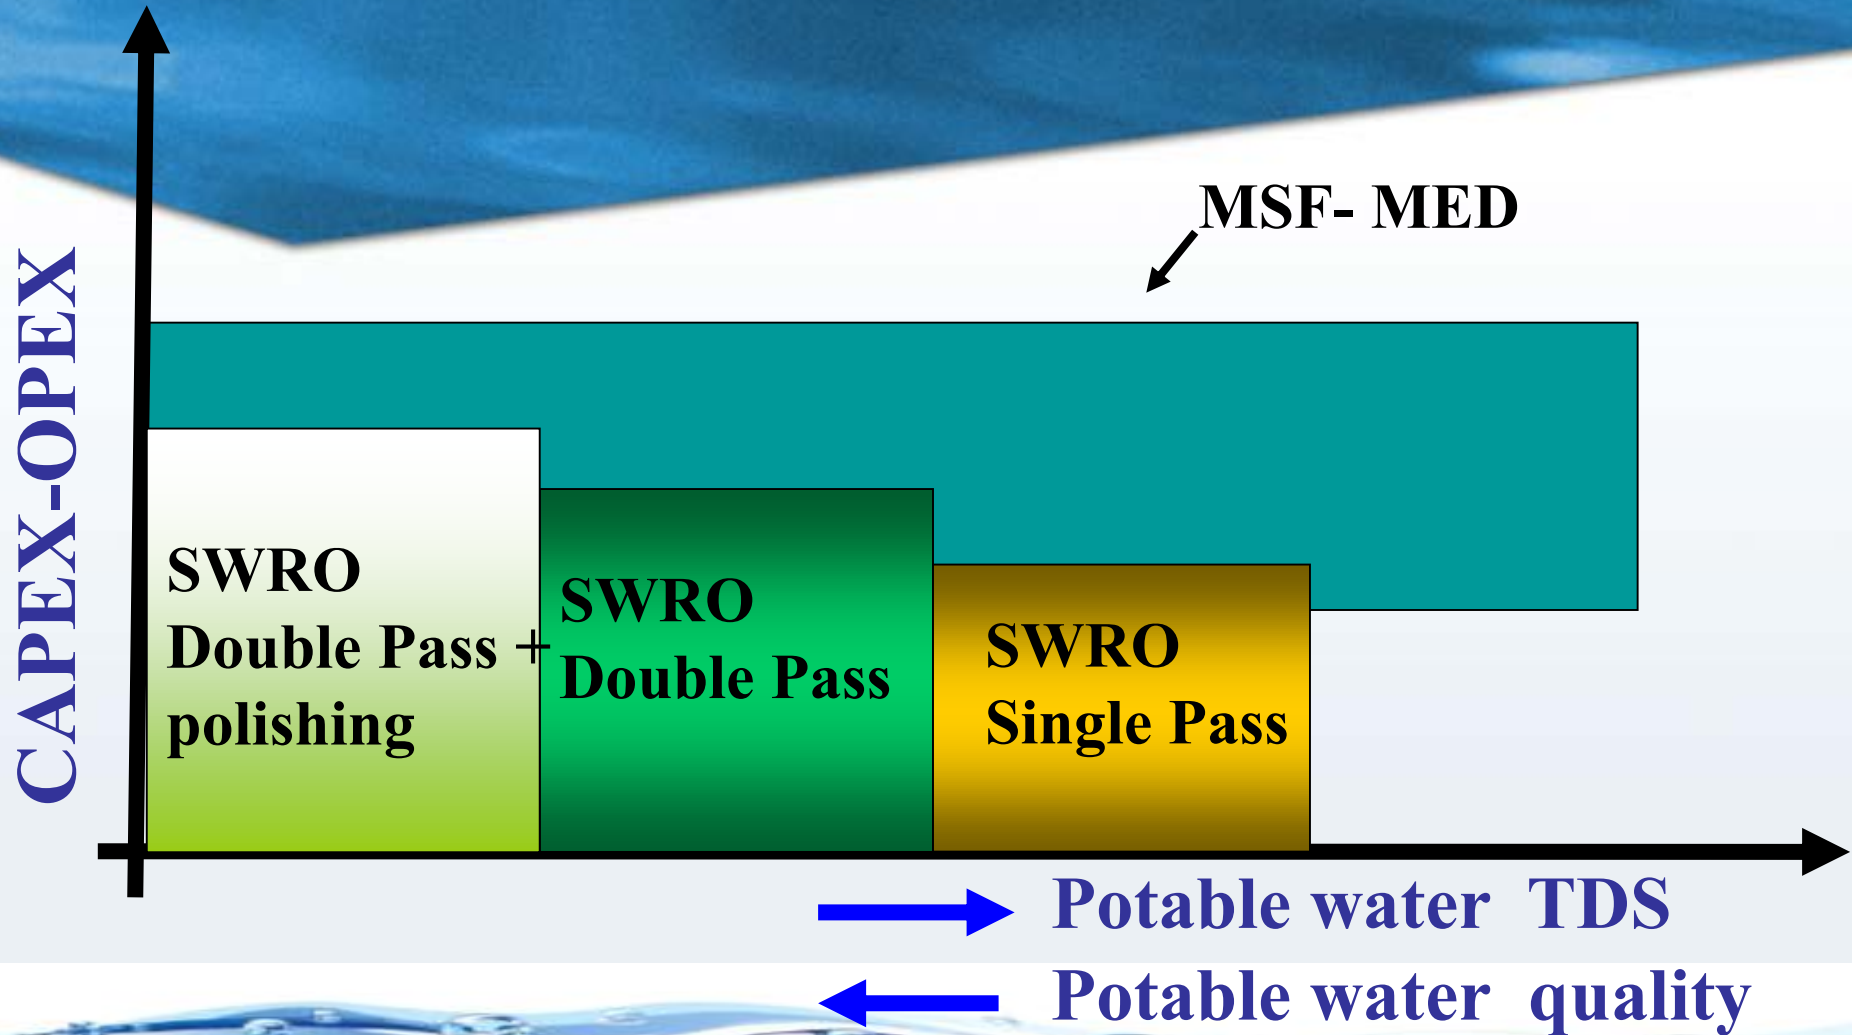 MSF- MED
CAPEX-OPEX
SWRO
Double Pass +
polishing
SWRO
Double Pass
SWRO
Single Pass
Potable water TDS
Potable water quality